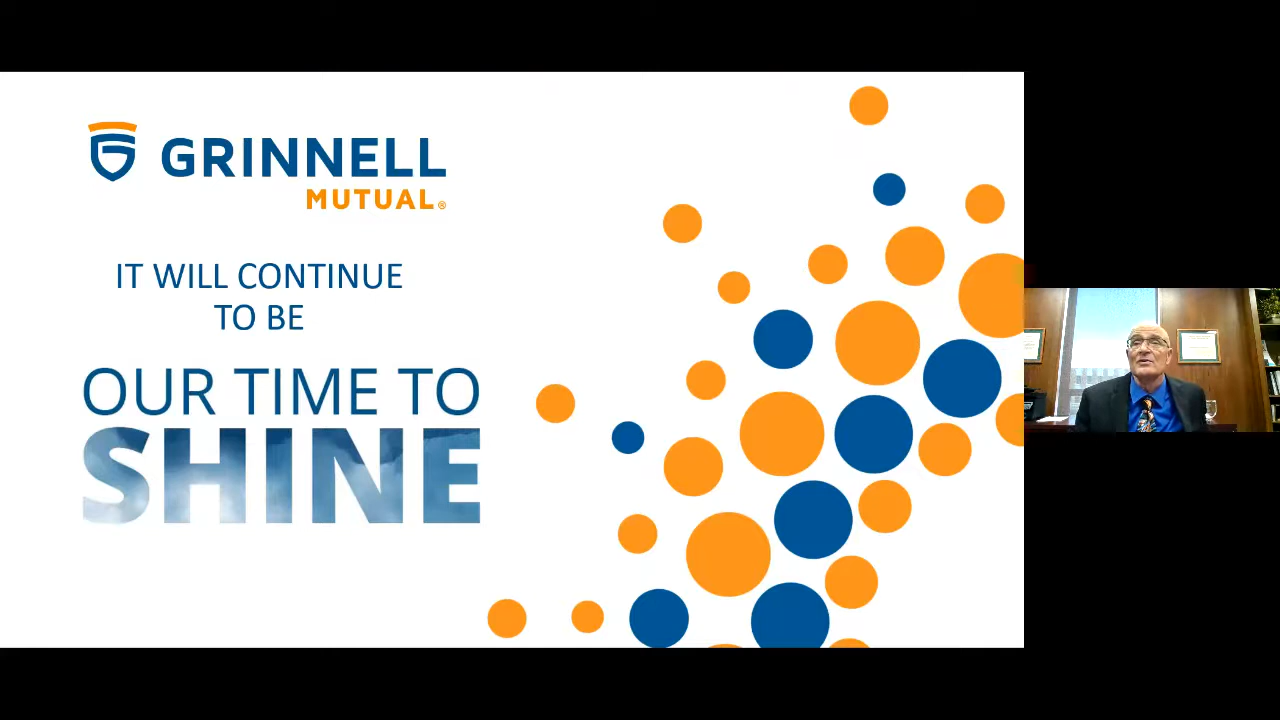 GRINNELL
MUTUAL®
IT WILL CONTINUE
TO BE
OUR TIME TO
SHINE